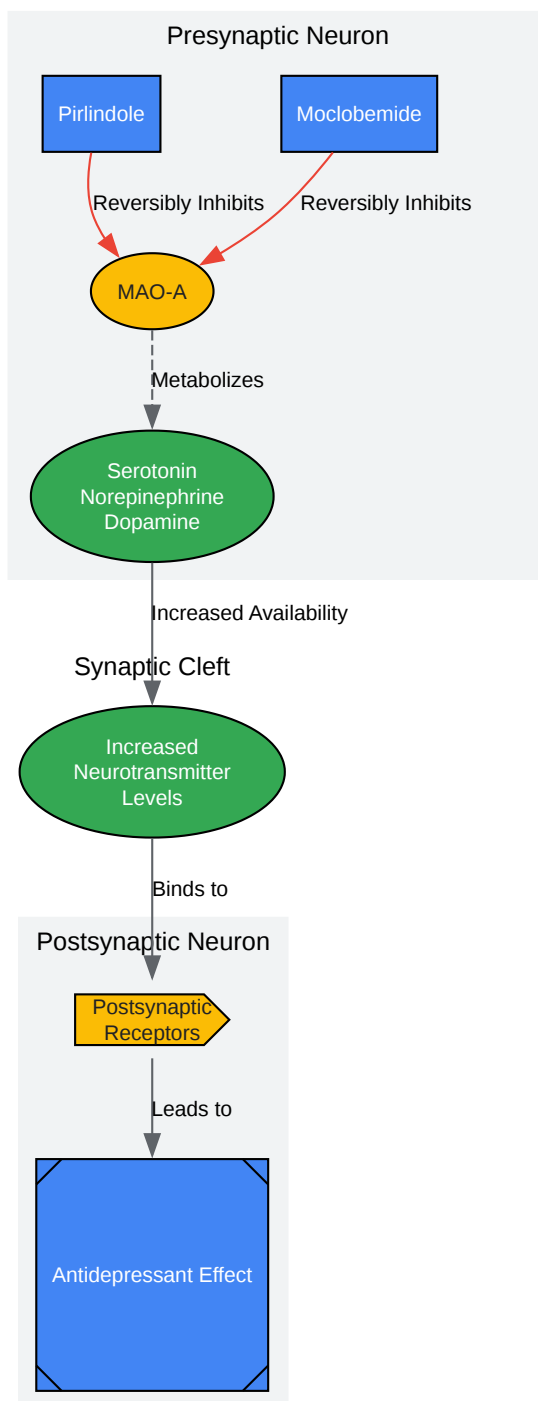 Presynaptic Neuron
Pirlindole
Moclobemide
Reversibly Inhibits
Reversibly Inhibits
MAO-A
Metabolizes
Serotonin
Norepinephrine
Dopamine
Increased Availability
Synaptic Cleft
Increased
Neurotransmitter
Levels
Binds to
Postsynaptic Neuron
Postsynaptic
Receptors
Leads to
Antidepressant Effect